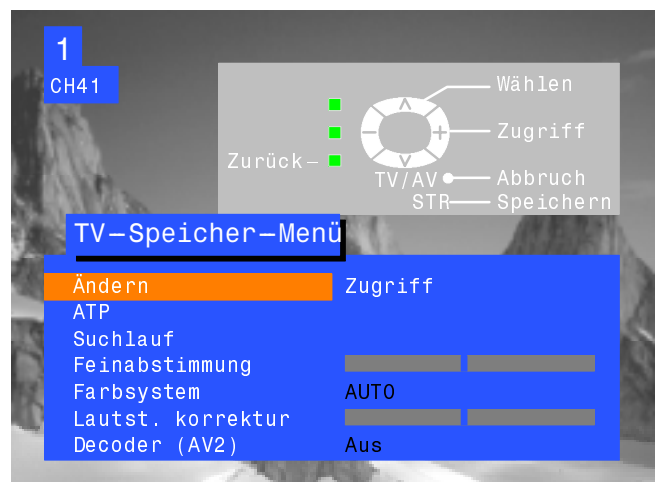 1
CH41
Wählen
Zugriff
Zurück
TV/AV Abbruch
STR Speichern
TV-Speicher-Menü
Ändern Zugriff
ATP
Suchlauf
Feinabstimmung
Farbsystem AUTO
Lautst. korrektur
Decoder (AV2) Aus